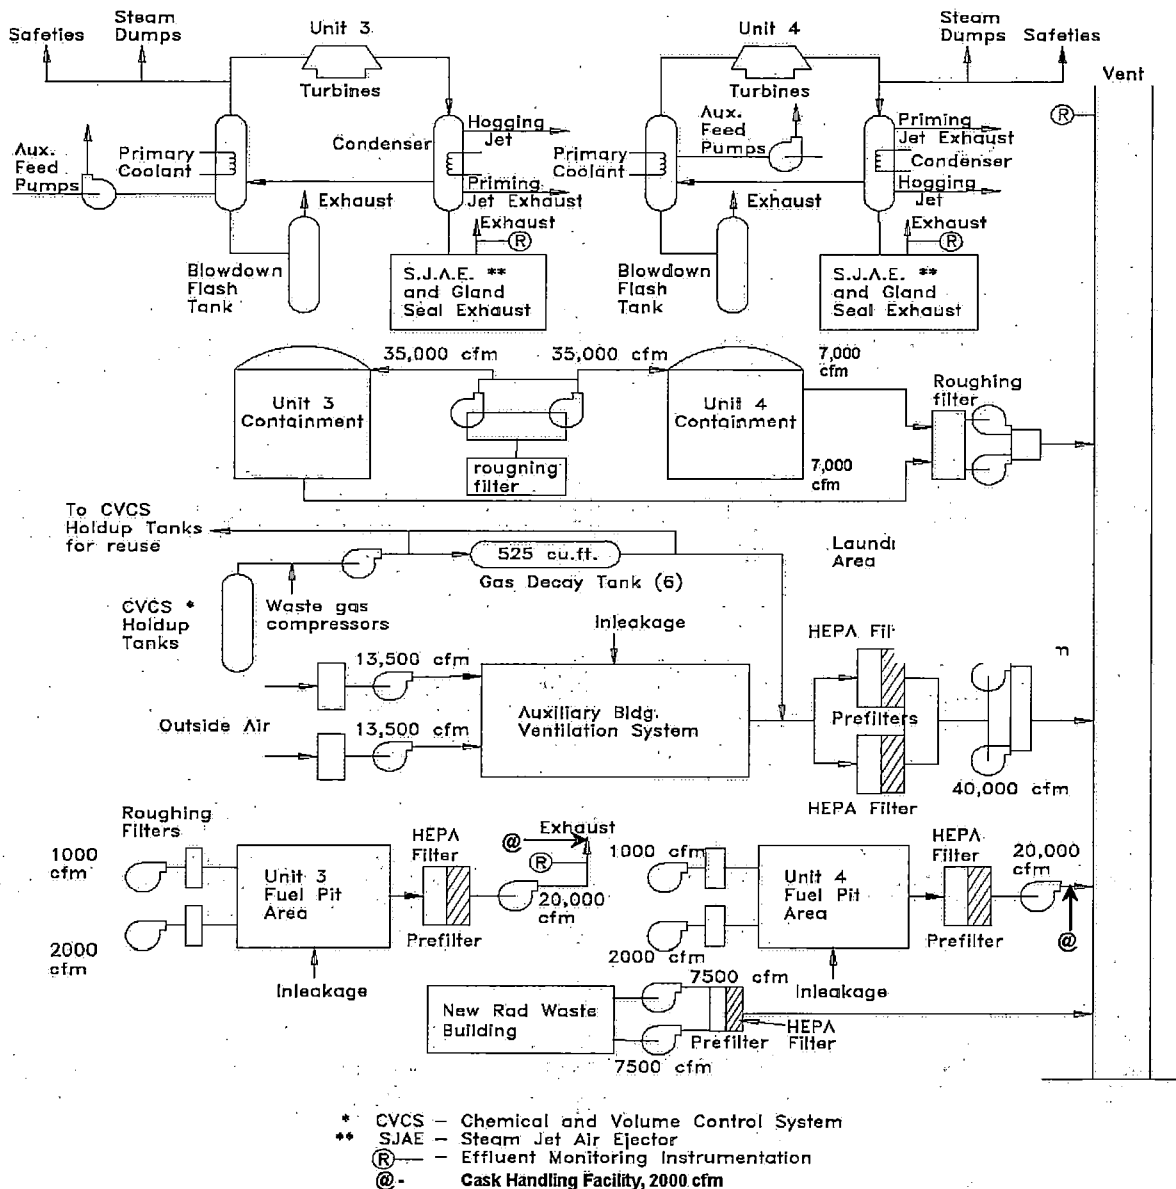 Unit 3
Steam
Dumps
Safeties
Turbines
Hogging
Jet
Condenser
Aux.
Feed
Pumps
Primary
Coolant
Priming
Jet Exhaust
Exhaust
Exhaust
R
Blowdown
Flash
Tank
S.J.A.E. **
and Gland
Seal Exhaust
Unit 4
Steam
Dumps
Safeties
Vent
R
Turbines
Aux.
Feed
Pumps
Priming
Jet Exhaust
Primary
Coolant
Condenser
Hogging
Jet
Exhaust
Exhaust
R
Blowdown
Flash
Tank
S.J.A.E. **
and Gland
Seal Exhaust
35,000 cfm
35,000 cfm
7,000
cfm
Unit 3
Containment
Unit 4
Containment
Roughing
filter
rougning
filter
7,000
cfm
To CVCS
Holdup Tanks
for reuse
525 cu.ft.
Gas Decay Tank (6)
Laund
Area
CVCS *
Holdup
Tanks
Waste gas
compressors
Inleakage
HEPA Fil
13,500 cfm
Outside Air
13,500 cfm
Auxiliary Bldg.
Ventilation System
Prefilters
HEPA Filter
40,000 cfm
Roughing
Filters
1000
cfm
2000
cfm
Unit 3
Fuel Pit
Area
Inleakage
HEPA
Filter
Prefilter
@
Exhaust
R
20,000
cfm
1000 cfm
2000 cfm
Unit 4
Fuel Pit
Area
Inleakage
HEPA
Filter
Prefilter
20,000
cfm
@
New Rad Waste
Building
7500 cfm
7500 cfm
Prefilter
HEPA
Filter
* CVCS – Chemical and Volume Control System
** SJAE – Steam Jet Air Ejector
R – Effluent Monitoring Instrumentation
@ - Cask Handling Facility, 2000 cfm